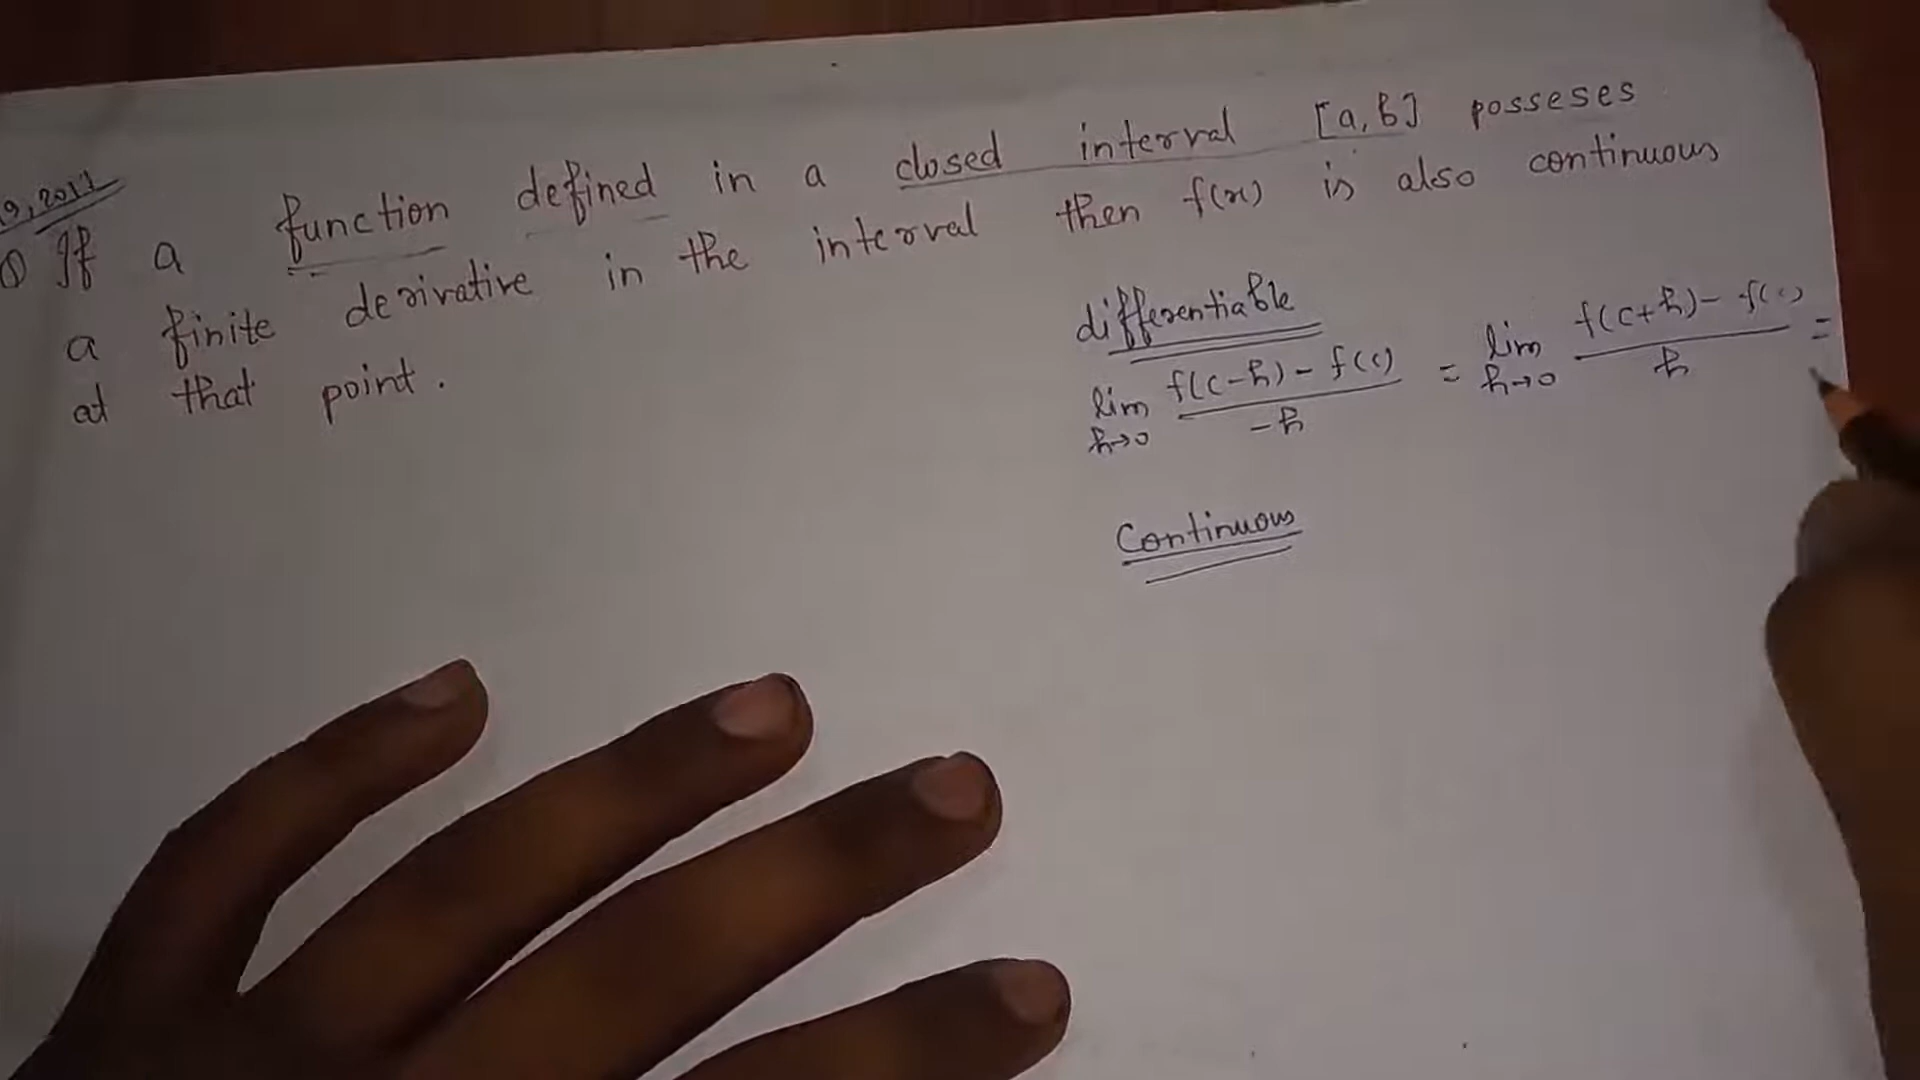 9, 2017
① If a function defined in a closed interval [a,b] posseses
a finite derivative in the interval then f(x) is also continuous
at that point.
differentiable
lim h→0 f(c-h) - f(c) / -h = lim h→0 f(c+h) - f(c) / h =
Continuous